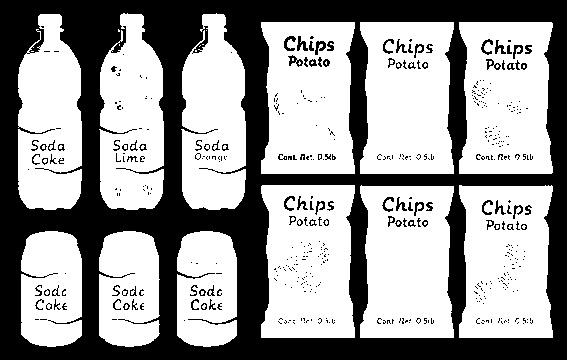 Soda
Coke
Soda
Lime
Soda
Orange
Chips
Potato
Cont. Net. 0.5lb
Chips
Potato
Cont. Net. 0.5lb
Chips
Potato
Cont. Net. 0.5lb
Soda
Coke
Soda
Coke
Soda
Coke
Chips
Potato
Cont. Net. 0.5lb
Chips
Potato
Cont. Net. 0.5lb
Chips
Potato
Cont. Net. 0.5lb